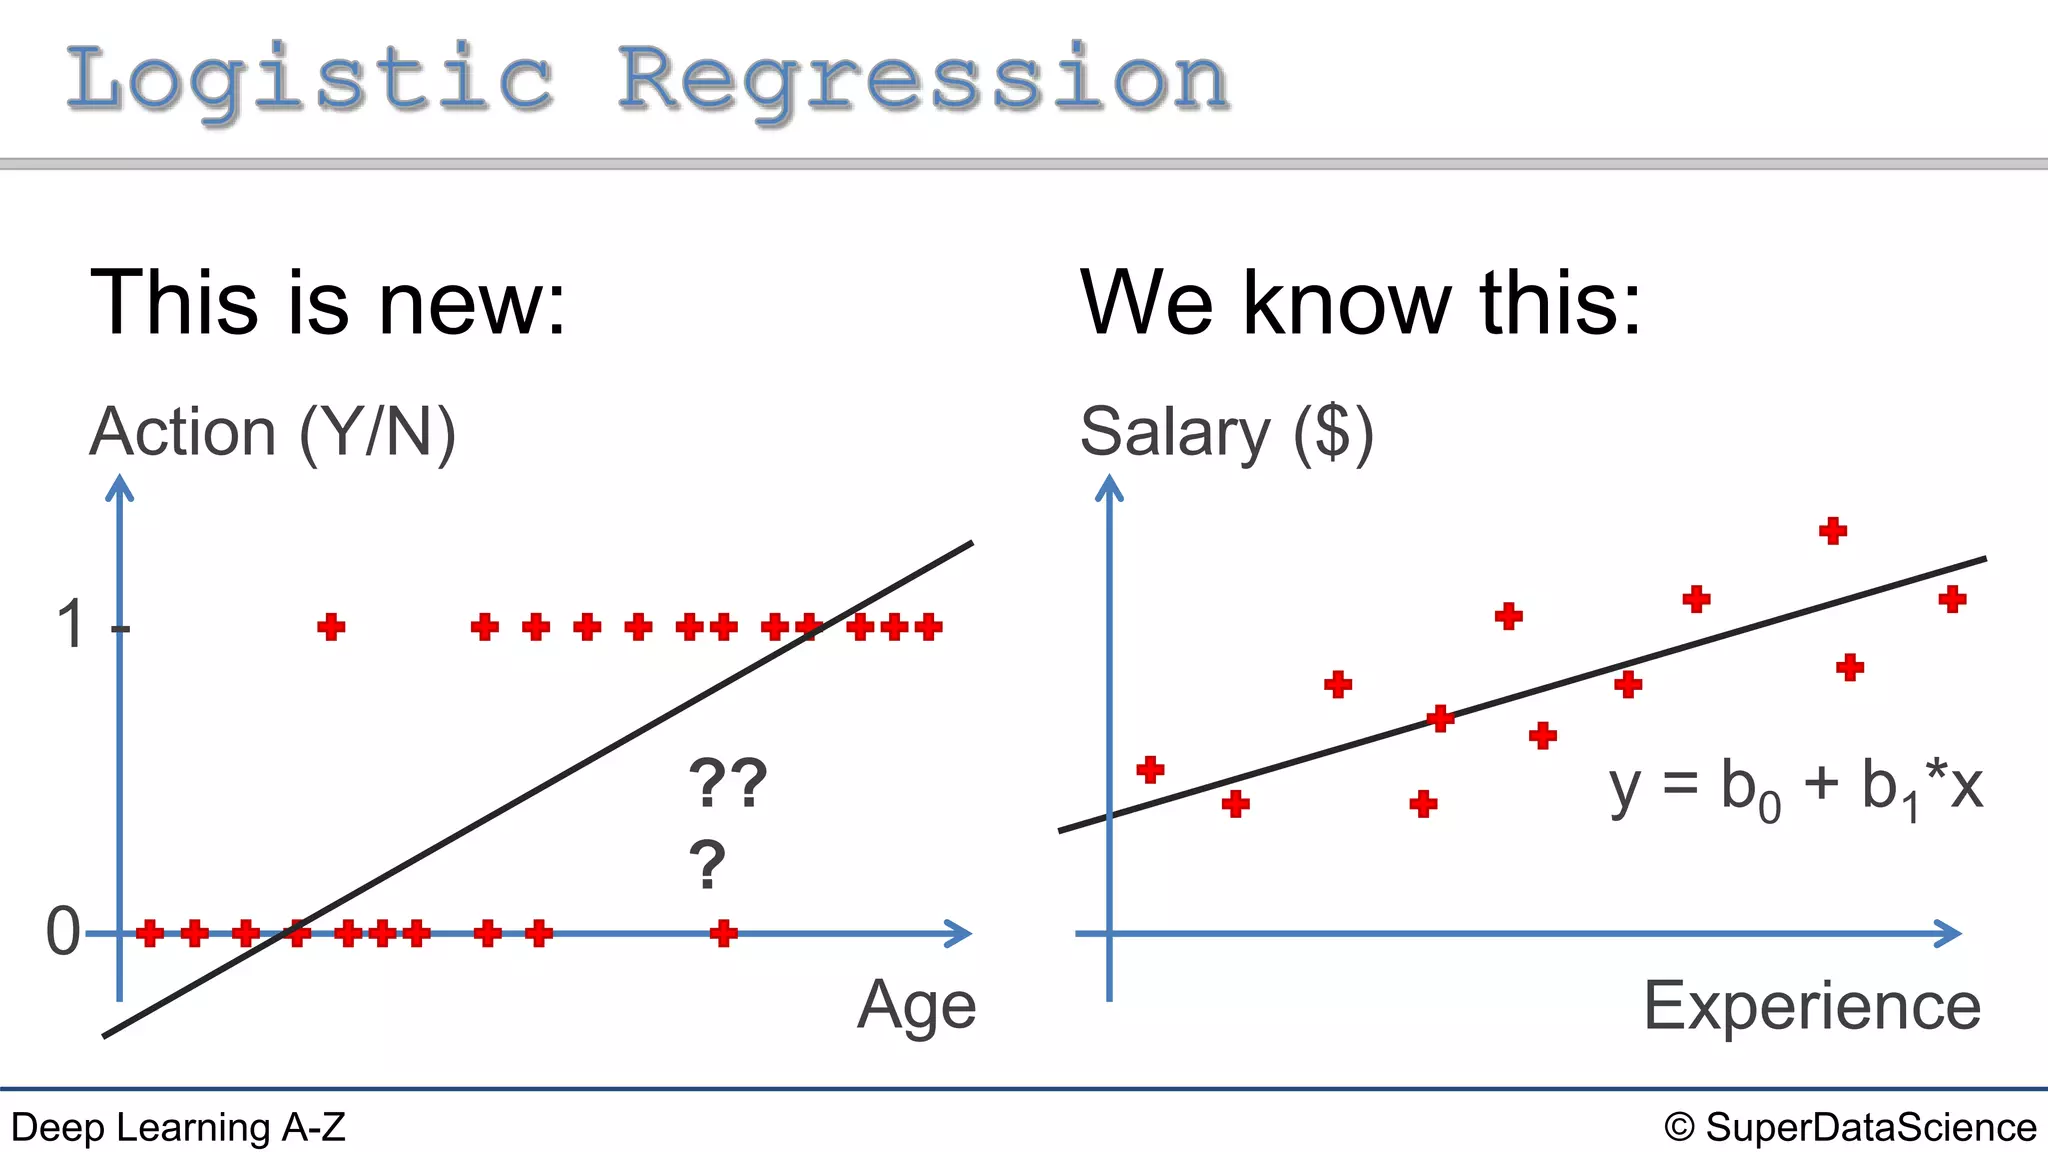 Logistic Regression
This is new:
Action (Y/N)
1 -
??
?
0
Age
We know this:
Salary ($)
y = b₀ + b₁*x
Experience
Deep Learning A-Z
© SuperDataScience